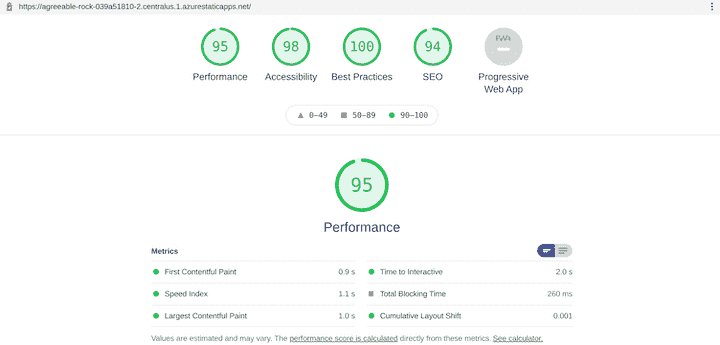 https://agreeable-rock-039a51810-2.centralus.1.azurestaticapps.net/
95 98 100 94 PWA
Performance Accessibility Best Practices SEO Progressive Web App
0–49 50–89 90–100
95
Performance
Metrics
First Contentful Paint 0.9 s Time to Interactive 2.0 s
Speed Index 1.1 s Total Blocking Time 260 ms
Largest Contentful Paint 1.0 s Cumulative Layout Shift 0.001
Values are estimated and may vary. The performance score is calculated directly from these metrics. See calculator.